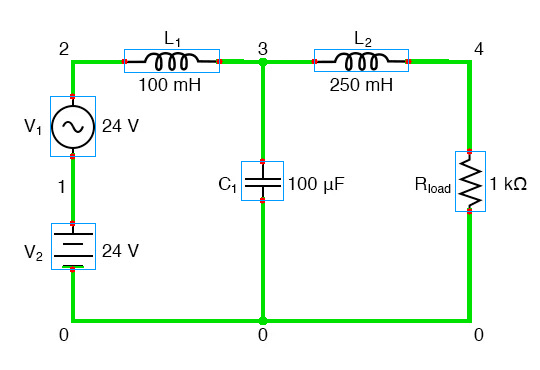 L₁
2
3
L₂
4
100 mH
250 mH
V₁
24 V
1
C₁
100 µF
Rload
1 kΩ
V₂
24 V
0
0
0